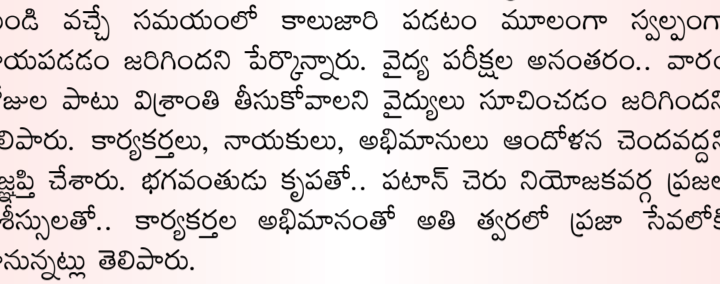 నుండి వచ్చే సమయంలో కాలుజారి పడటం మూలంగా స్వల్పంగా
గాయపడడం జరిగిందని పేర్కొన్నారు. వైద్య పరీక్షల అనంతరం.. వారం
రోజుల పాటు విశ్రాంతి తీసుకోవాలని వైద్యులు సూచించడం జరిగిందని
తెలిపారు. కార్యకర్తలు, నాయకులు, అభిమానులు ఆందోళన చెందవద్దని
విజ్ఞప్తి చేశారు. భగవంతుడు కృపతో.. పటాన్ చెరు నియోజకవర్గ ప్రజల
ఆశీస్సులతో.. కార్యకర్తల అభిమానంతో అతి త్వరలో ప్రజా సేవలోకి
రానున్నట్లు తెలిపారు.